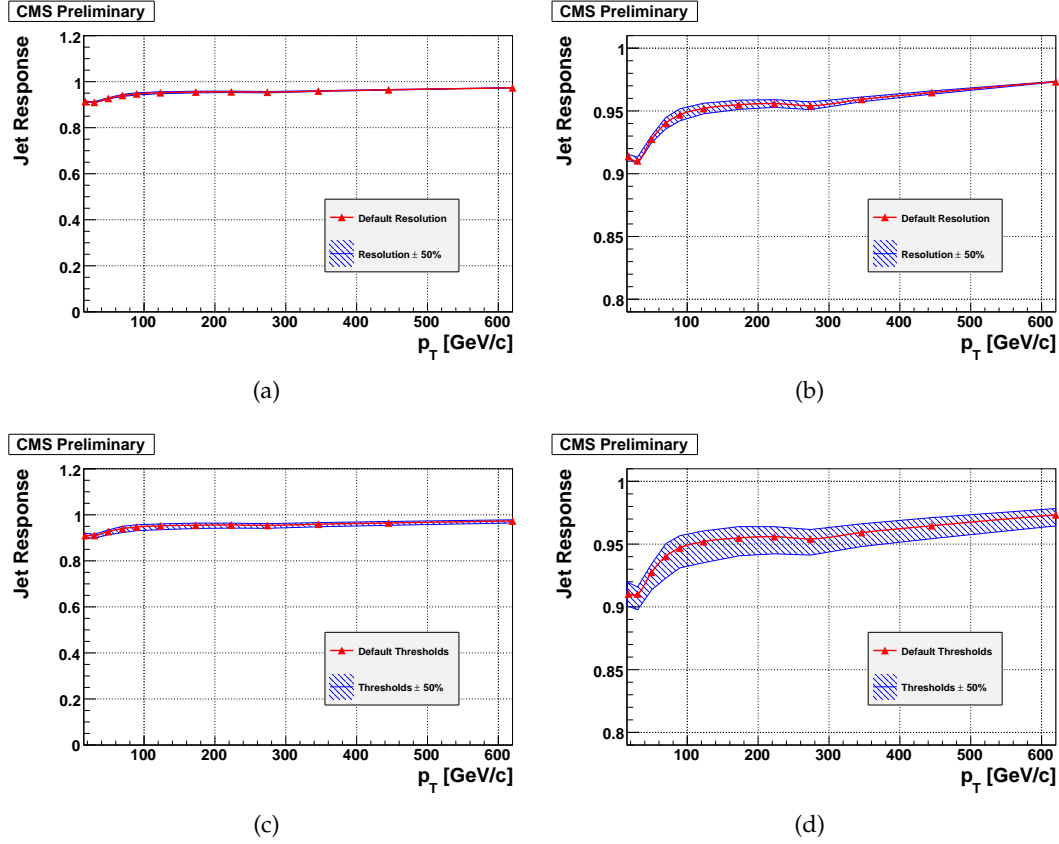 CMS Preliminary
Jet Response
1.2
1
0.8
0.6
0.4
0.2
0
Default Resolution
Resolution ± 50%
100 200 300 400 500 600
p_T [GeV/c]
(a)
CMS Preliminary
Jet Response
1
0.95
0.9
0.85
0.8
Default Resolution
Resolution ± 50%
100 200 300 400 500 600
p_T [GeV/c]
(b)
CMS Preliminary
Jet Response
1.2
1
0.8
0.6
0.4
0.2
0
Default Thresholds
Thresholds ± 50%
100 200 300 400 500 600
p_T [GeV/c]
(c)
CMS Preliminary
Jet Response
1
0.95
0.9
0.85
0.8
Default Thresholds
Thresholds ± 50%
100 200 300 400 500 600
p_T [GeV/c]
(d)